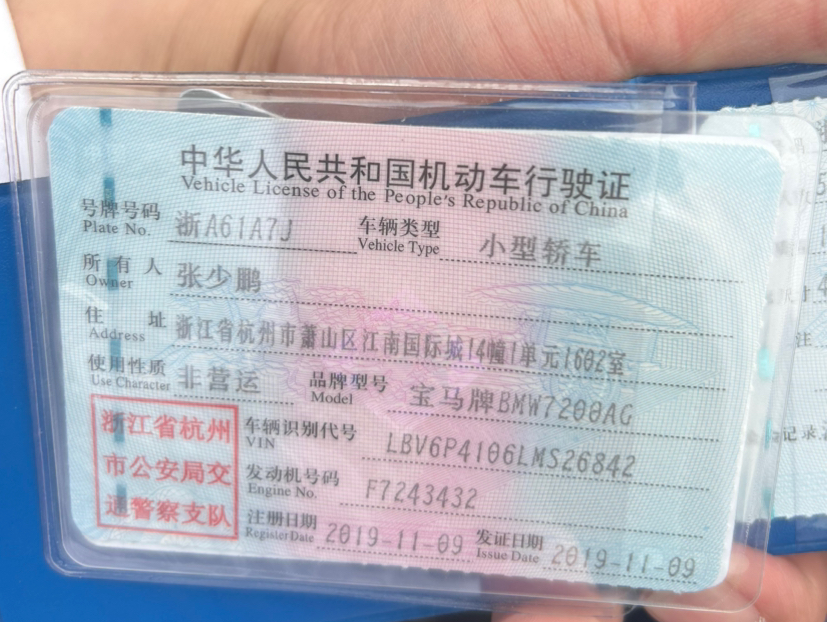 中华人民共和国机动车行驶证
Vehicle License of the People's Republic of China
号牌号码 浙A61A7J 车辆类型 小型轿车
Plate No. Vehicle Type
所有人 张少鹏
Owner
住址 浙江省杭州市萧山区江南国际城14幢1单元1602室
Address
使用性质 非营运 品牌型号 宝马牌BMW7200AG
Use Character Model
浙江省杭州
市公安局交
通警察支队
车辆识别代号 LBV6P4106LMS26842
VIN
发动机号码 F7243432
Engine No.
注册日期 2019-11-09 发证日期 2019-11-09
Register Date Issue Date
码
5
寸 4
注
记录